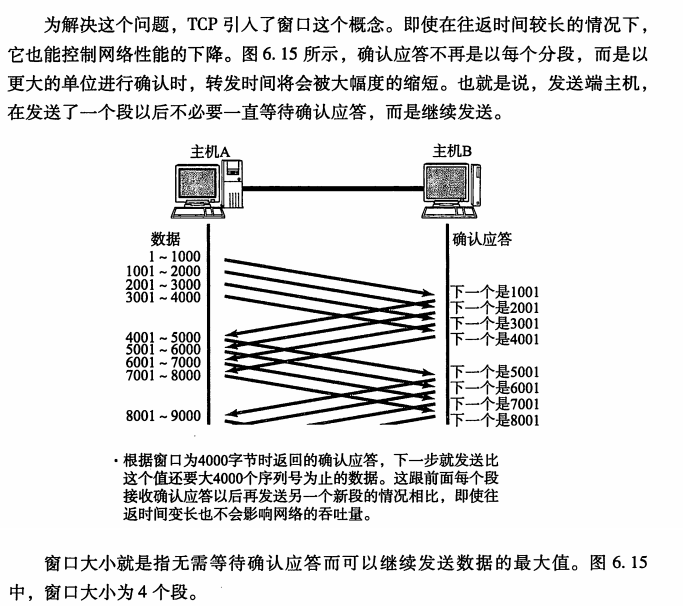 为解决这个问题，TCP 引入了窗口这个概念。即使在往返时间较长的情况下，
它也能控制网络性能的下降。图 6.15 所示，确认应答不再是以每个分段，而是以
更大的单位进行确认时，转发时间将会被大幅度的缩短。也就是说，发送端主机，
在发送了一个段以后不必要一直等待确认应答，而是继续发送。
主机A
主机B
数据
确认应答
1 ~ 1000
1001 ~ 2000
2001 ~ 3000
3001 ~ 4000
下一个是1001
下一个是2001
下一个是3001
下一个是4001
4001 ~ 5000
5001 ~ 6000
6001 ~ 7000
7001 ~ 8000
下一个是5001
下一个是6001
下一个是7001
下一个是8001
8001 ~ 9000
·根据窗口为4000字节时返回的确认应答，下一步就发送比
这个值还要大4000个序列号为止的数据。这跟前面每个段
接收确认应答以后再发送另一个新段的情况相比，即使往
返时间变长也不会影响网络的吞吐量。
窗口大小就是指无需等待确认应答而可以继续发送数据的最大值。图 6.15
中，窗口大小为 4 个段。